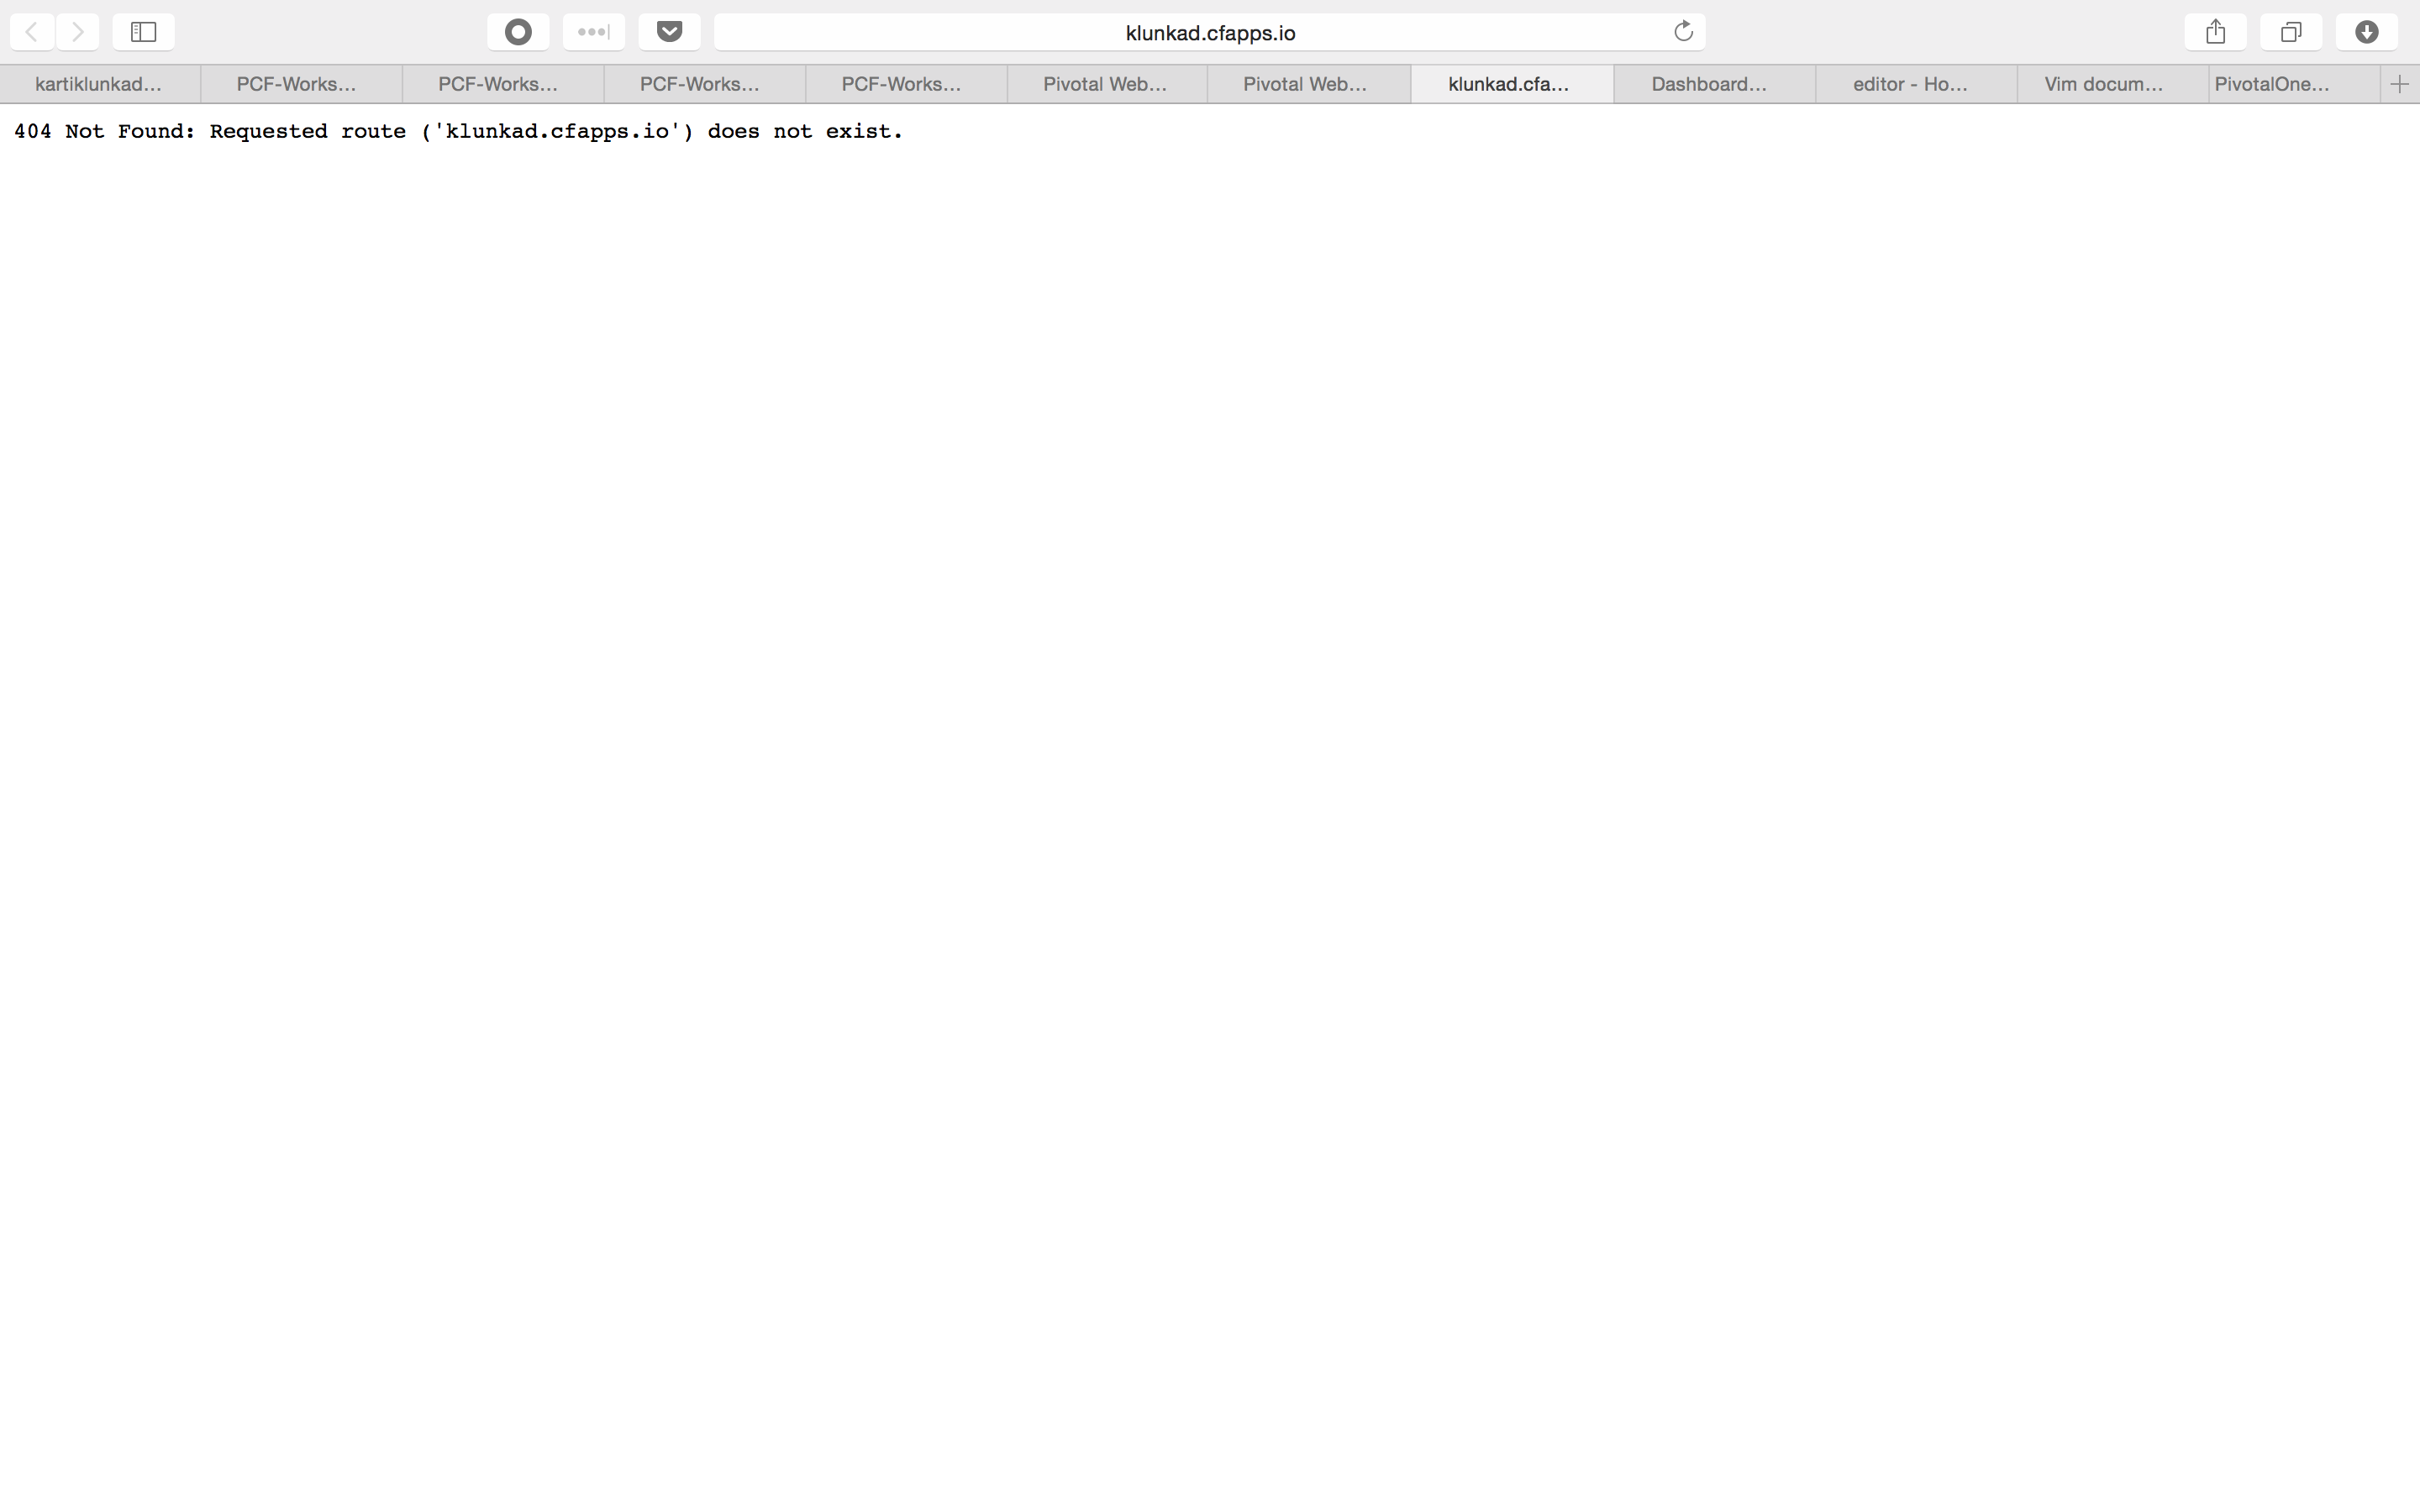 klunkad.cfapps.io
kartiklunkad... PCF-Works... PCF-Works... PCF-Works... PCF-Works... Pivotal Web... Pivotal Web... klunkad.cfa... Dashboard... editor - Ho... Vim docum... PivotalOne...
404 Not Found: Requested route ('klunkad.cfapps.io') does not exist.